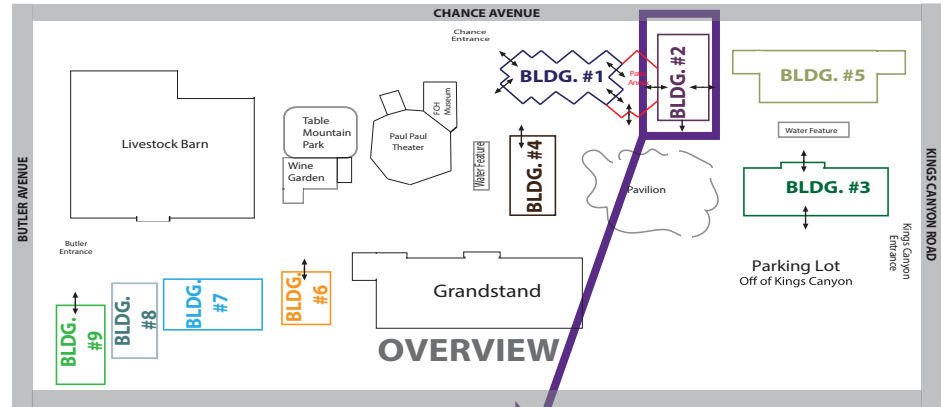 CHANCE AVENUE
Chance
Entrance
BLDG. #1
Patio
Annex
BLDG. #2
BLDG. #5
Livestock Barn
Table
Mountain
Park
Wine
Garden
FCH
Museum
Paul Paul
Theater
Water Feature
BLDG. #4
Pavilion
Water Feature
BLDG. #3
BUTLER AVENUE
KINGS CANYON ROAD
Butler
Entrance
Kings Canyon
Entrance
Parking Lot
Off of Kings Canyon
BLDG.
#9
BLDG.
#8
BLDG.
#7
BLDG.
#6
Grandstand
OVERVIEW